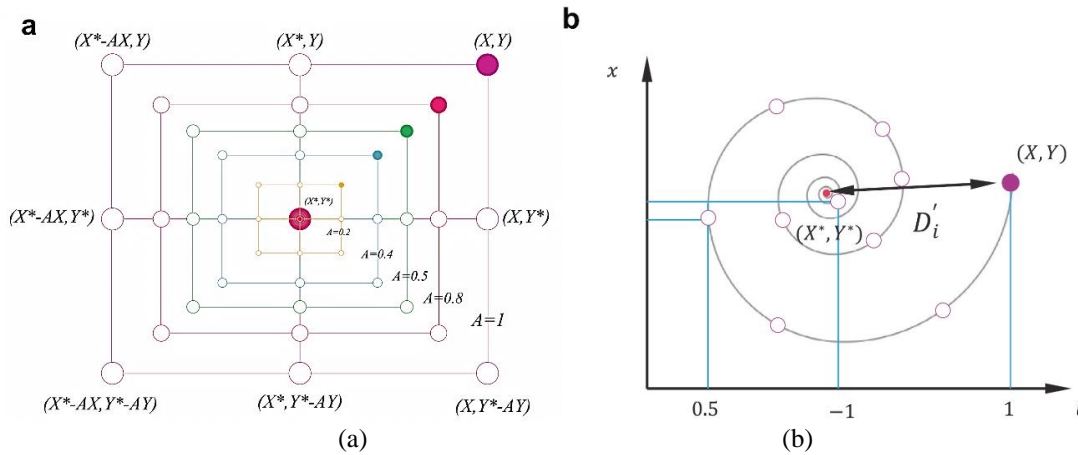 a
(X*-AX,Y) (X*,Y) (X,Y)
(X*-AX,Y*) (X*,Y*) (X,Y*)
A=0.2
A=0.4
A=0.5
A=0.8
A=1
(X*-AX,Y*-AY) (X*,Y*-AY) (X,Y*-AY)
(a)
b
x
(X,Y)
D'i
(X*,Y*)
0.5 −1 1
(b)